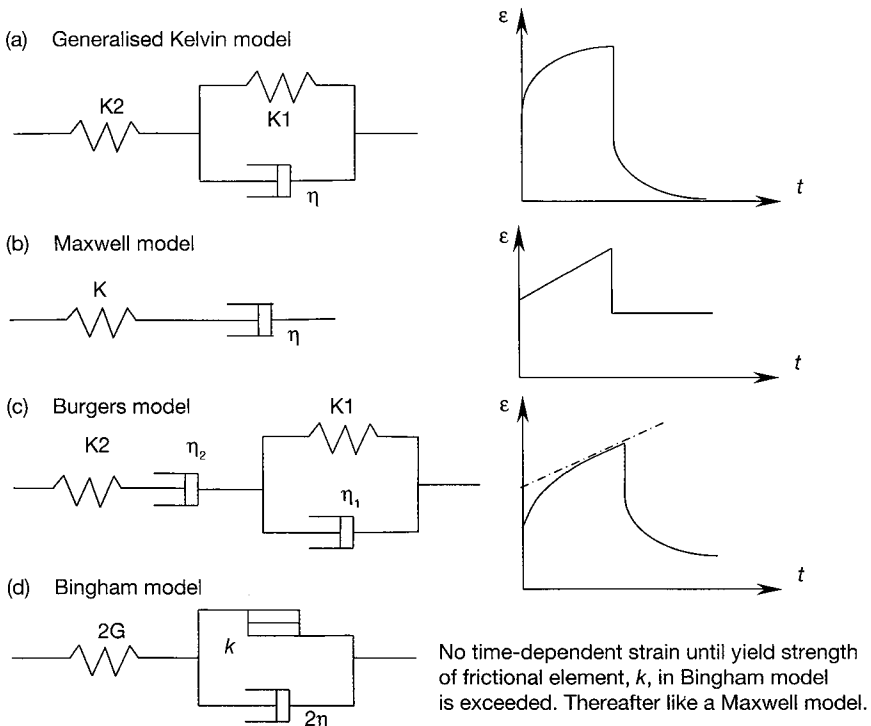 (a) Generalised Kelvin model
K2
K1
η
ε
t
(b) Maxwell model
K
η
ε
t
(c) Burgers model
K2
η₂
K1
η₁
ε
t
(d) Bingham model
2G
k
2η
No time-dependent strain until yield strength
of frictional element, k, in Bingham model
is exceeded. Thereafter like a Maxwell model.